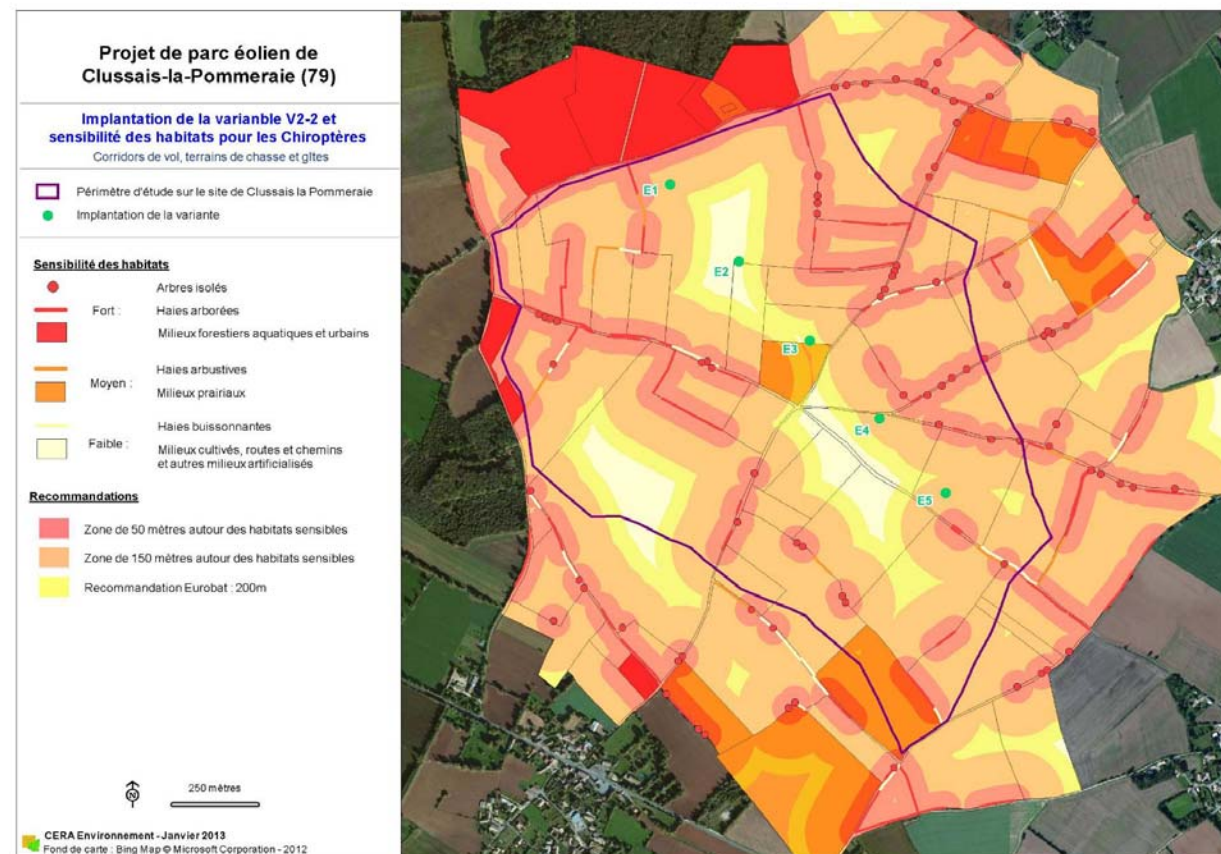 Projet de parc éolien de
Clussais-la-Pommeraie (79)
Implantation de la varianble V2-2 et
sensibilité des habitats pour les Chiroptères
Corridors de vol, terrains de chasse et gîtes
Périmètre d'étude sur le site de Clussais la Pommeraie
Implantation de la variante
Sensibilité des habitats
Arbres isolés
Fort : Haies arborées
Milieux forestiers aquatiques et urbains
Haies arbustives
Moyen : Milieux prairiaux
Haies buissonnantes
Faible : Milieux cultivés, routes et chemins
et autres milieux artificialisés
Recommandations
Zone de 50 mètres autour des habitats sensibles
Zone de 150 mètres autour des habitats sensibles
Recommandation Eurobat : 200m
N
250 mètres
CERA Environnement - Janvier 2013
Fond de carte : Bing Map © Microsoft Corporation - 2012
E1
E2
E3
E4
E5